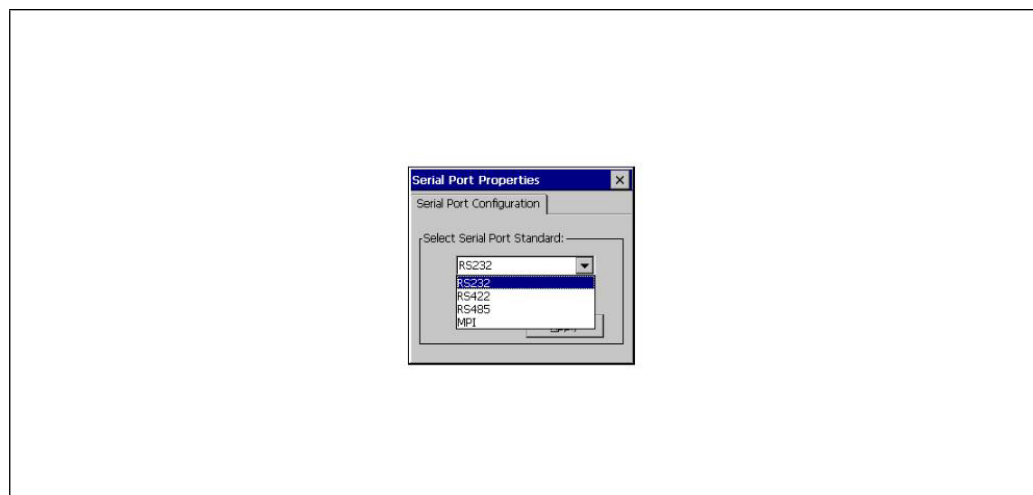 Serial Port Properties
Serial Port Configuration
Select Serial Port Standard:
RS232
RS232
RS422
RS485
MPI